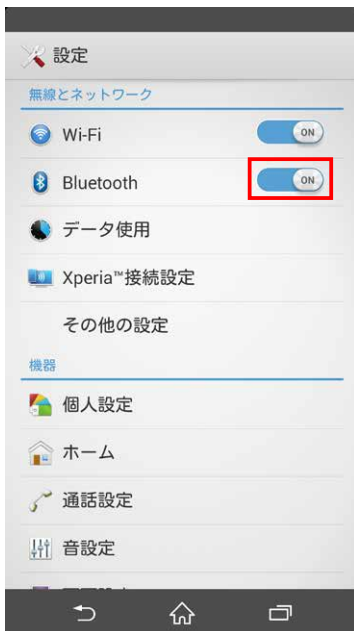 設定
無線とネットワーク
Wi-Fi
ON
Bluetooth
ON
データ使用
Xperia™接続設定
その他の設定
機器
個人設定
ホーム
通話設定
音設定